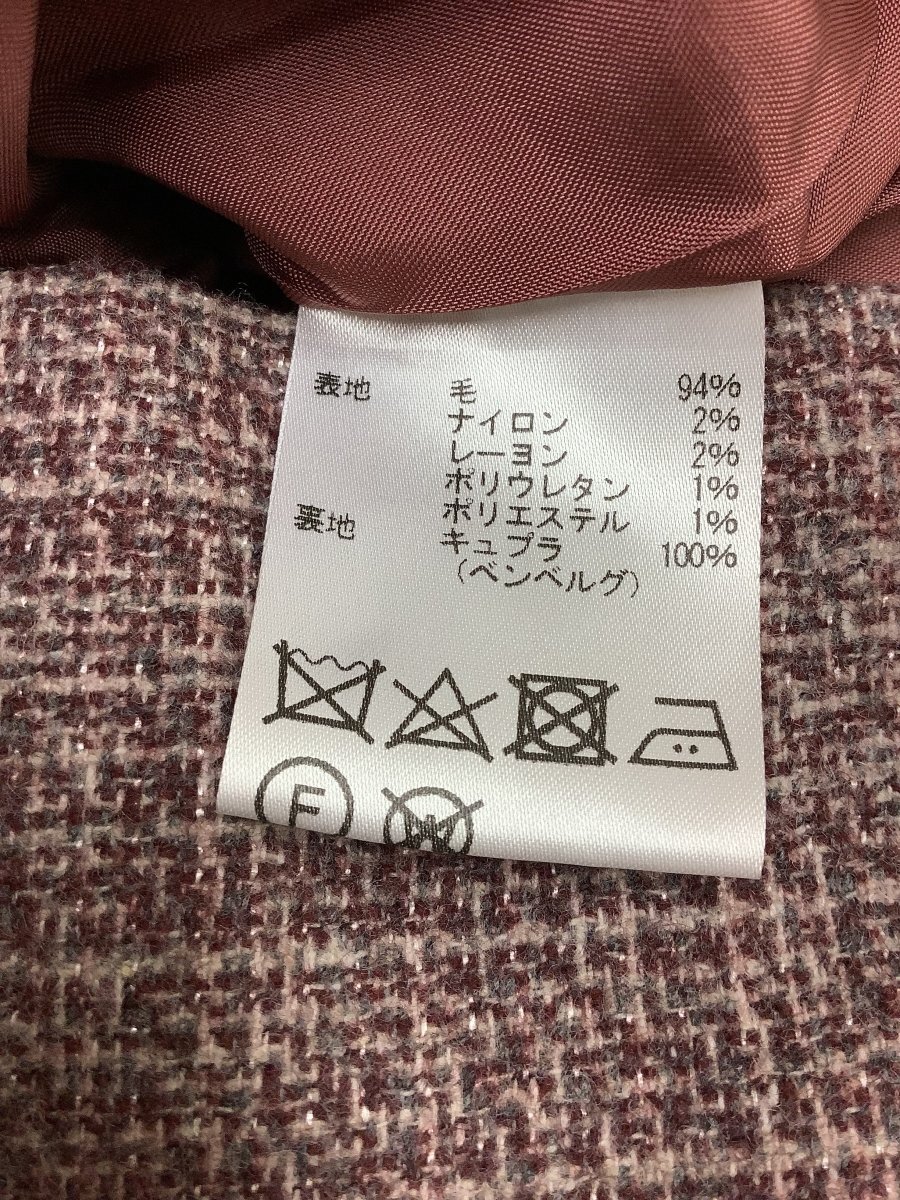 表地 毛 94%
ナイロン 2%
レーヨン 2%
ポリウレタン 1%
ポリエステル 1%
裏地 キュプラ 100%
(ベンベルグ)
F
W